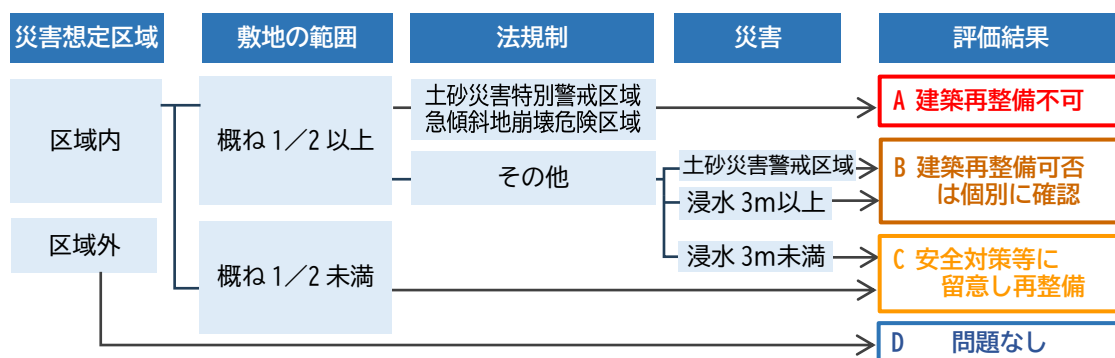 災害想定区域
敷地の範囲
法規制
災害
評価結果
区域内
概ね1／2以上
土砂災害特別警戒区域
急傾斜地崩壊危険区域
A 建築再整備不可
その他
土砂災害警戒区域
浸水3m以上
B 建築再整備可否
は個別に確認
区域外
概ね1／2未満
浸水3m未満
C 安全対策等に
留意し再整備
D 問題なし